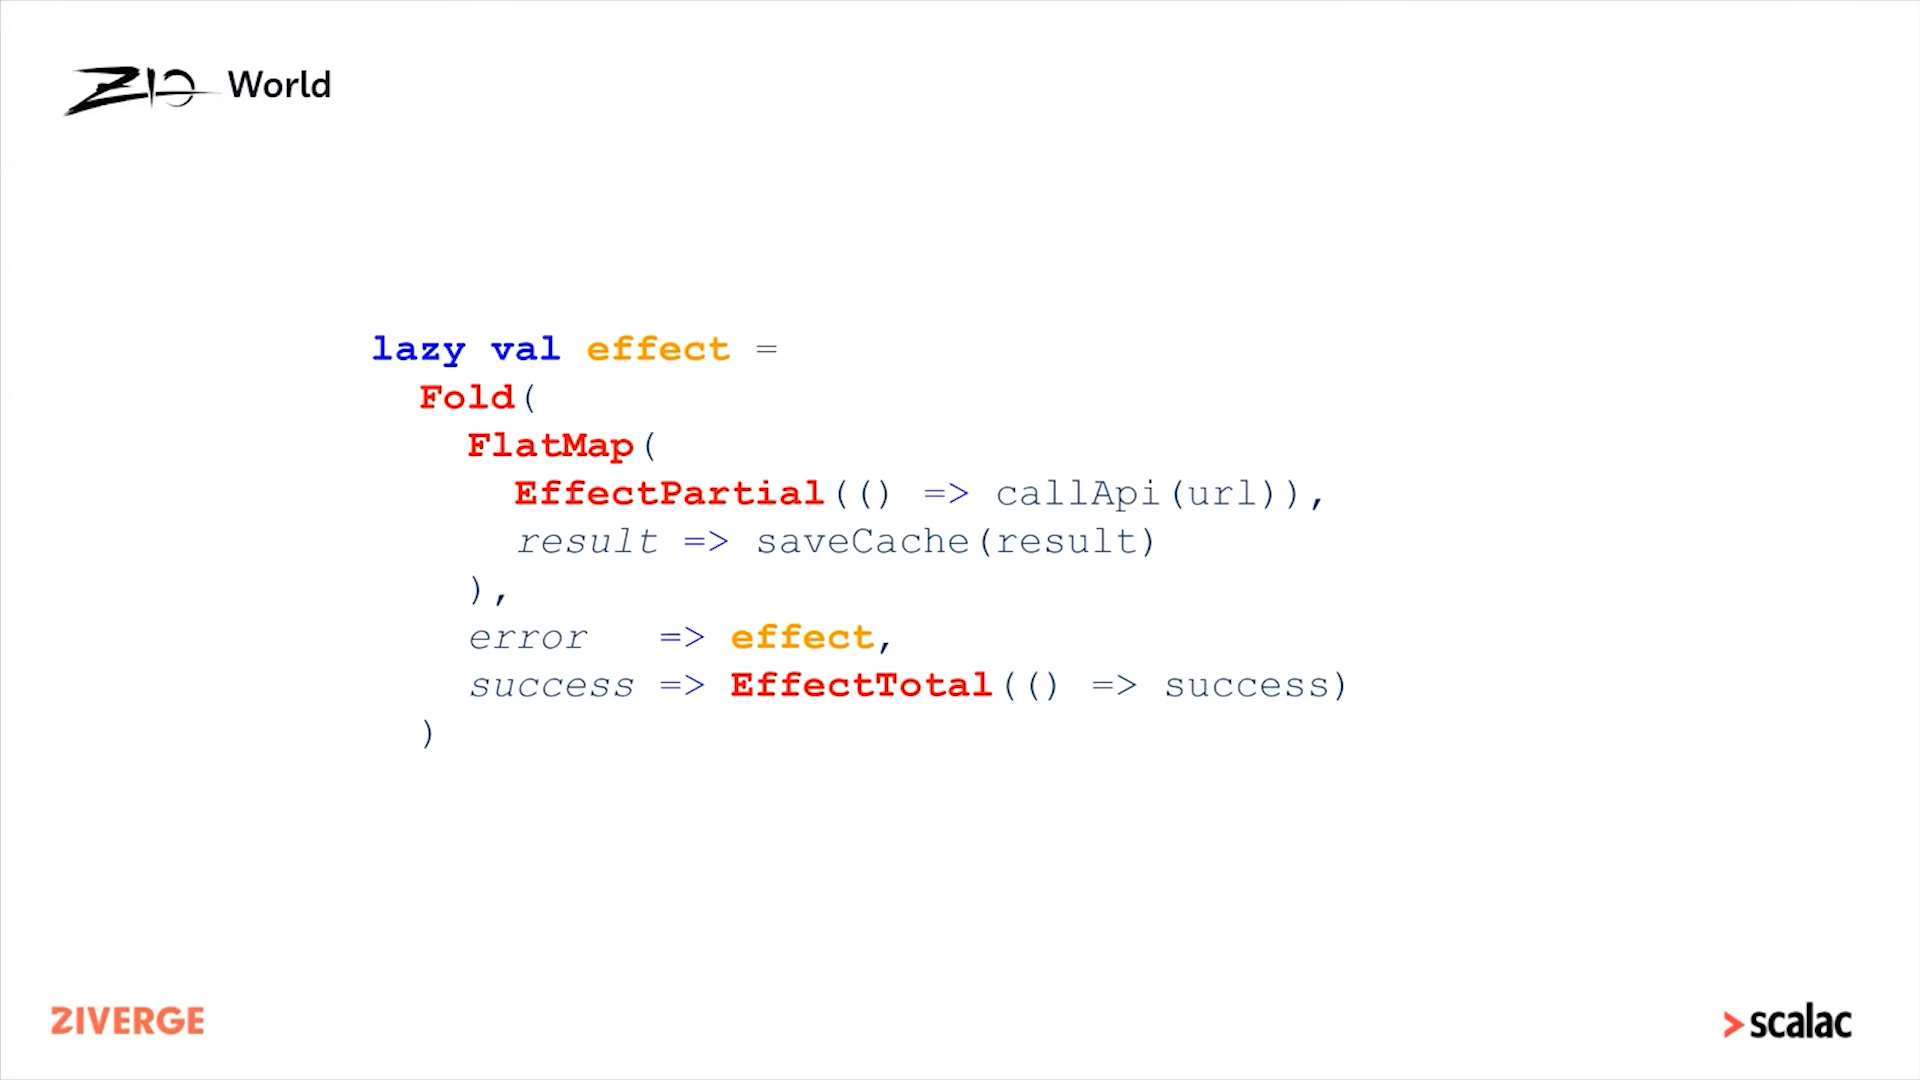 ZIO World
lazy val effect =
Fold(
FlatMap(
EffectPartial(() => callApi(url)),
result => saveCache(result)
),
error => effect,
success => EffectTotal(() => success)
)
ZIVERGE
>scalac